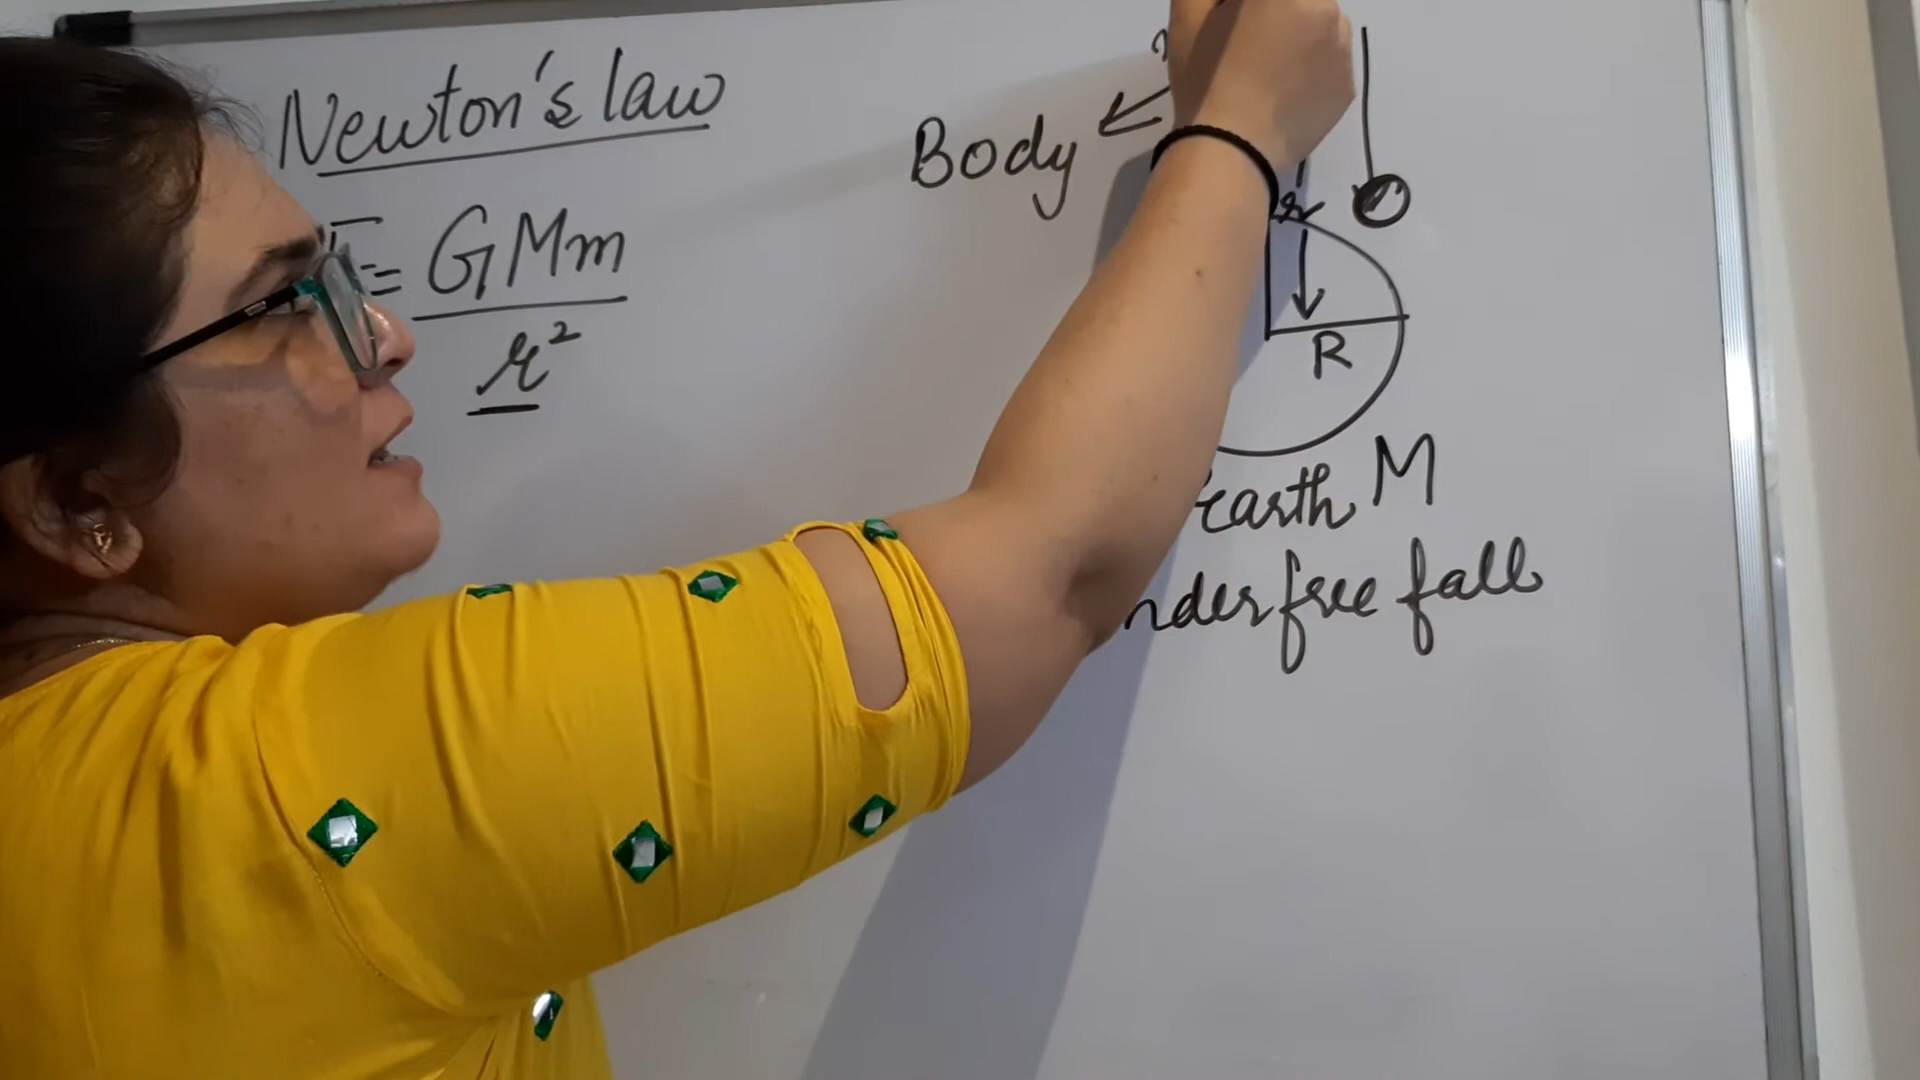 Newton's law
F = GMm
r²
Body
r
R
Earth M
nder free fall